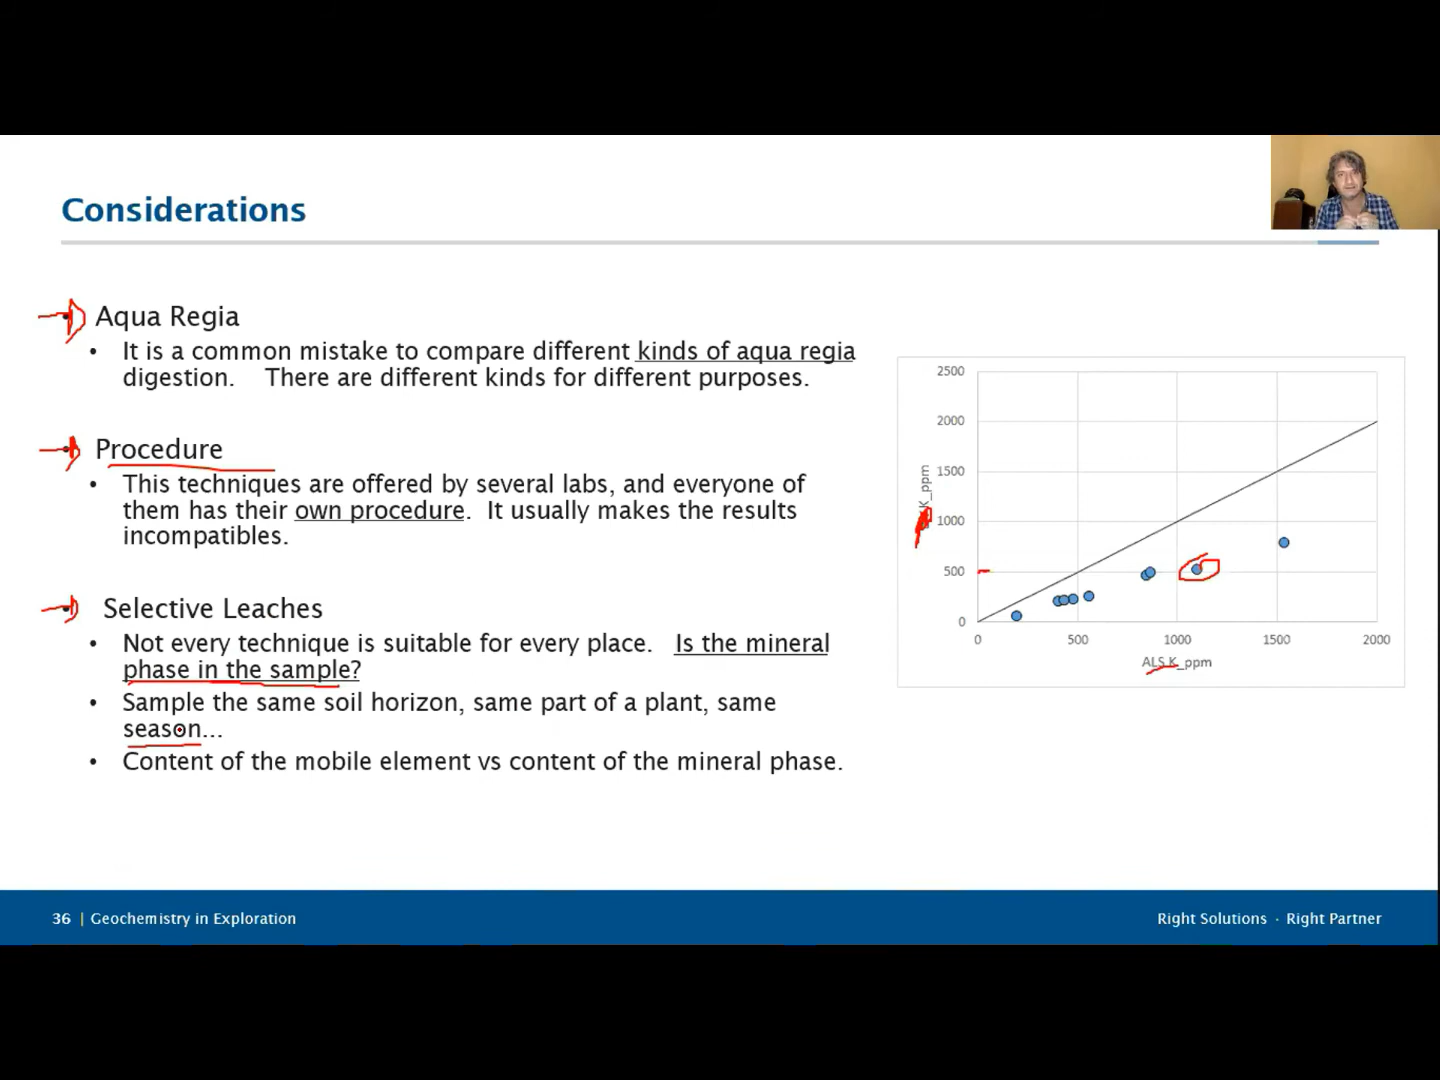 Considerations
• Aqua Regia
• It is a common mistake to compare different kinds of aqua regia
digestion. There are different kinds for different purposes.
• Procedure
• This techniques are offered by several labs, and everyone of
them has their own procedure. It usually makes the results
incompatibles.
• Selective Leaches
• Not every technique is suitable for every place. Is the mineral
phase in the sample?
• Sample the same soil horizon, same part of a plant, same
season...
• Content of the mobile element vs content of the mineral phase.
2500
2000
1500
1000
500
0
K_ppm
0 500 1000 1500 2000
ALS K_ppm
36 | Geochemistry in Exploration
Right Solutions · Right Partner